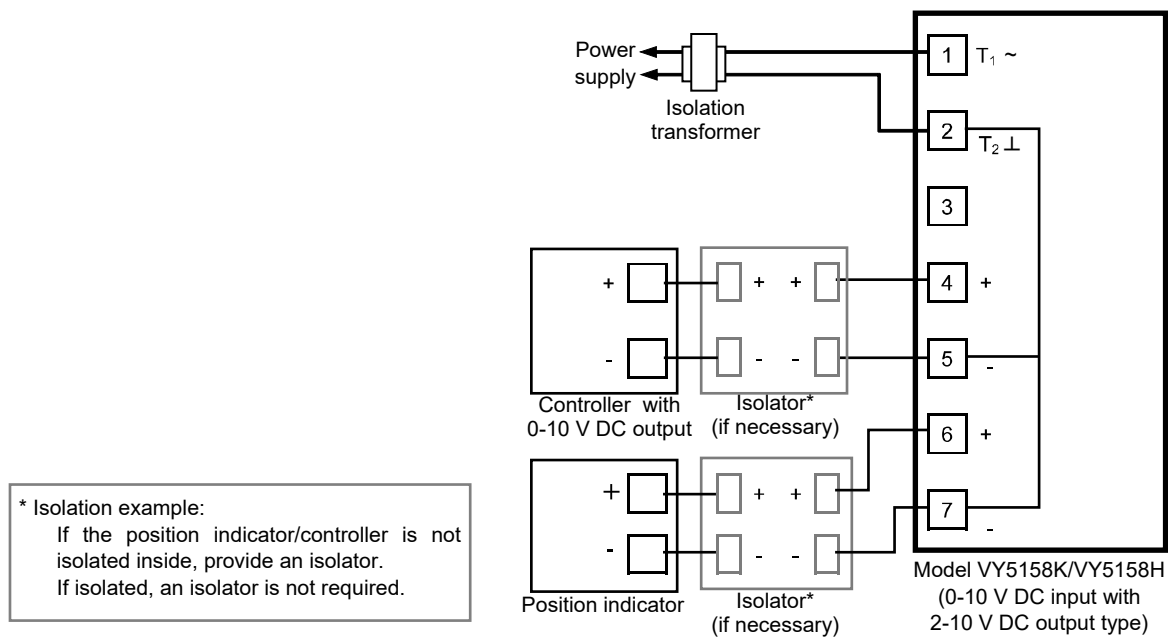 Power
supply
Isolation
transformer
1 T₁ ~
2 T₂ ⊥
3
4 +
5 -
6 +
7 -
+ + +
- - -
Controller with
0-10 V DC output
Isolator*
(if necessary)
+ + +
- - -
Position indicator
Isolator*
(if necessary)
Model VY5158K/VY5158H
(0-10 V DC input with
2-10 V DC output type)
* Isolation example:
If the position indicator/controller is not
isolated inside, provide an isolator.
If isolated, an isolator is not required.